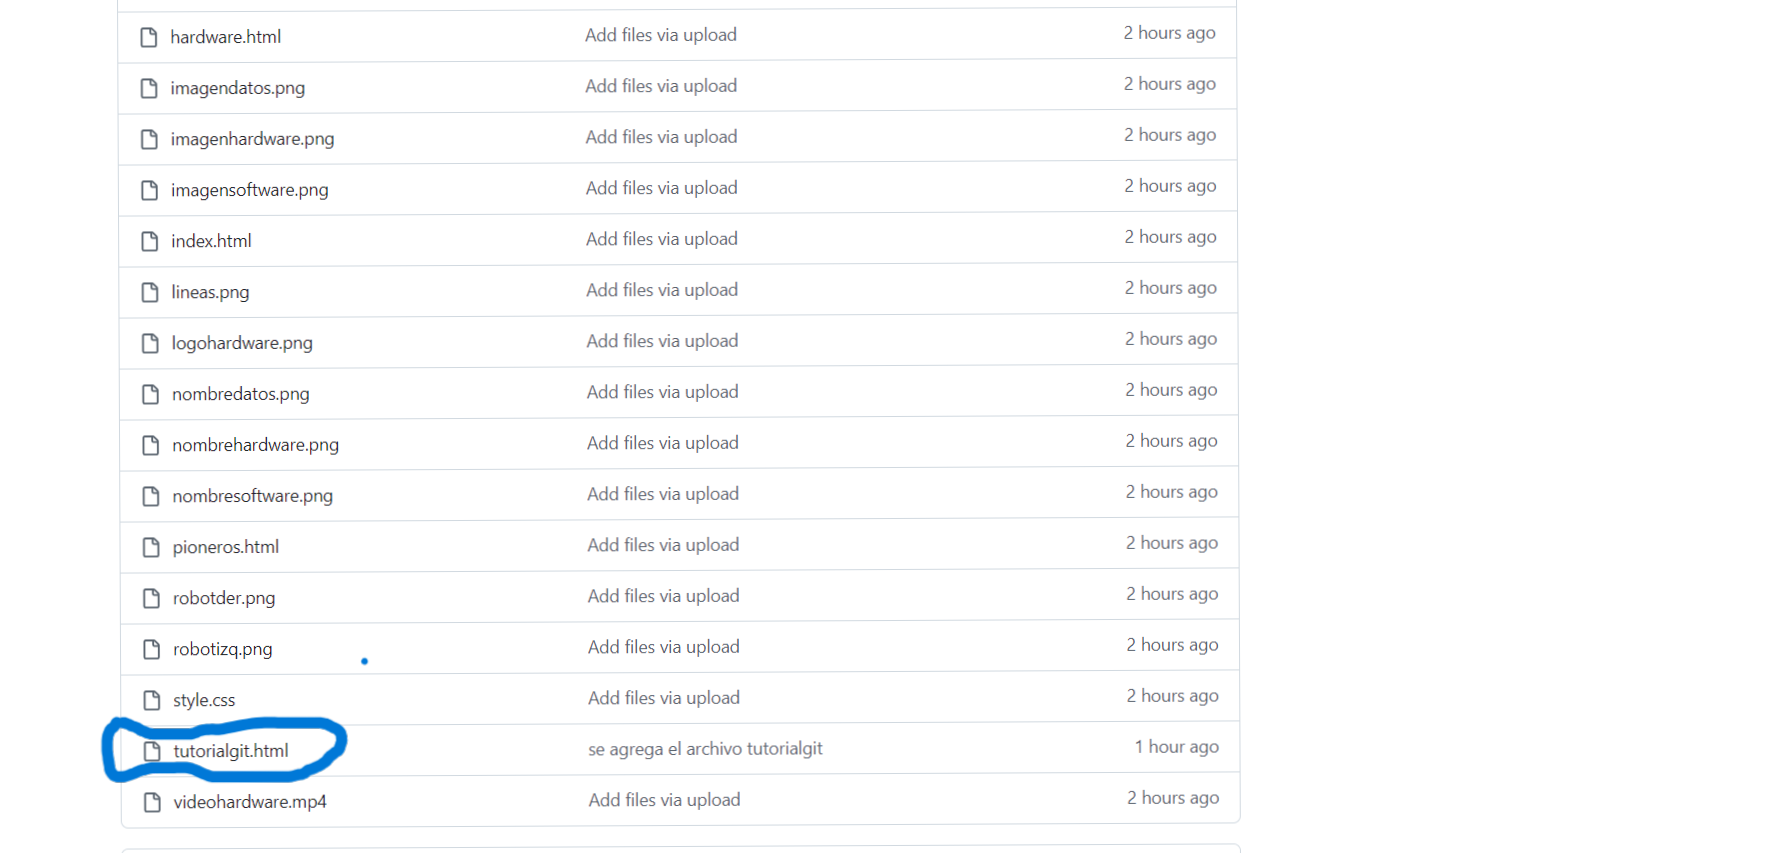 hardware.html Add files via upload 2 hours ago
imagendatos.png Add files via upload 2 hours ago
imagenhardware.png Add files via upload 2 hours ago
imagensoftware.png Add files via upload 2 hours ago
index.html Add files via upload 2 hours ago
lineas.png Add files via upload 2 hours ago
logohardware.png Add files via upload 2 hours ago
nombredatos.png Add files via upload 2 hours ago
nombrehardware.png Add files via upload 2 hours ago
nombresoftware.png Add files via upload 2 hours ago
pioneros.html Add files via upload 2 hours ago
robotder.png Add files via upload 2 hours ago
robotizq.png Add files via upload 2 hours ago
style.css Add files via upload 2 hours ago
tutorialgit.html se agrega el archivo tutorialgit 1 hour ago
videohardware.mp4 Add files via upload 2 hours ago